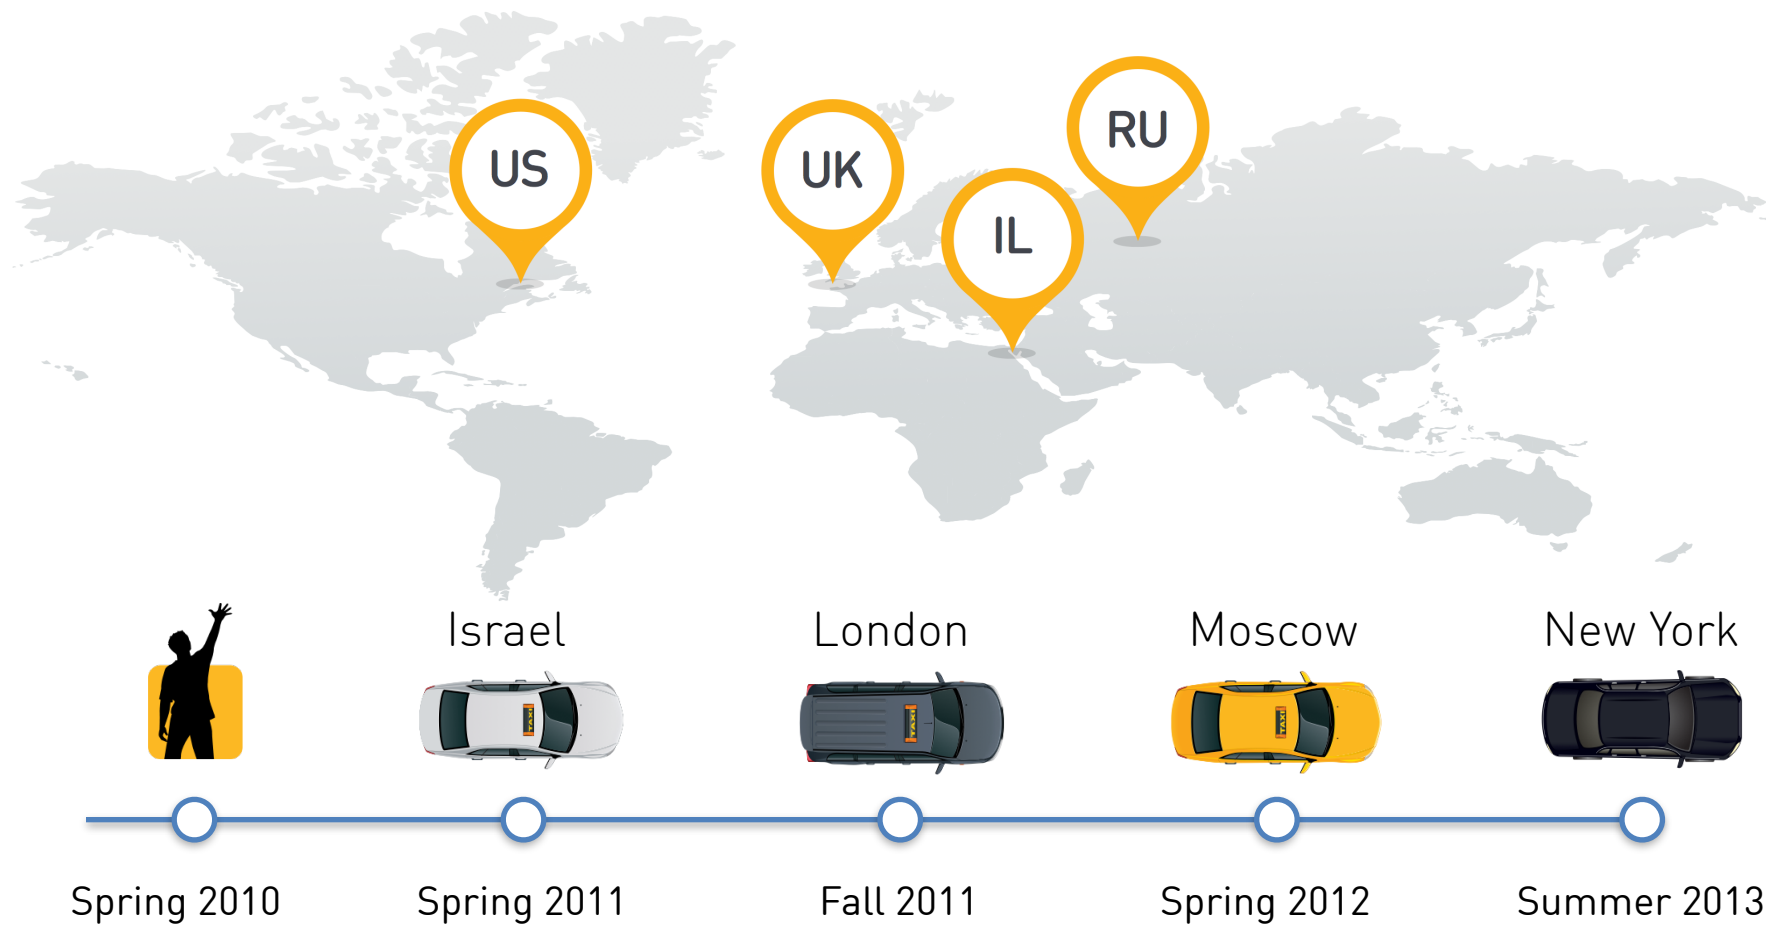 US
UK
IL
RU
Israel
London
Moscow
New York
TAXI
TAXI
TAXI
Spring 2010
Spring 2011
Fall 2011
Spring 2012
Summer 2013